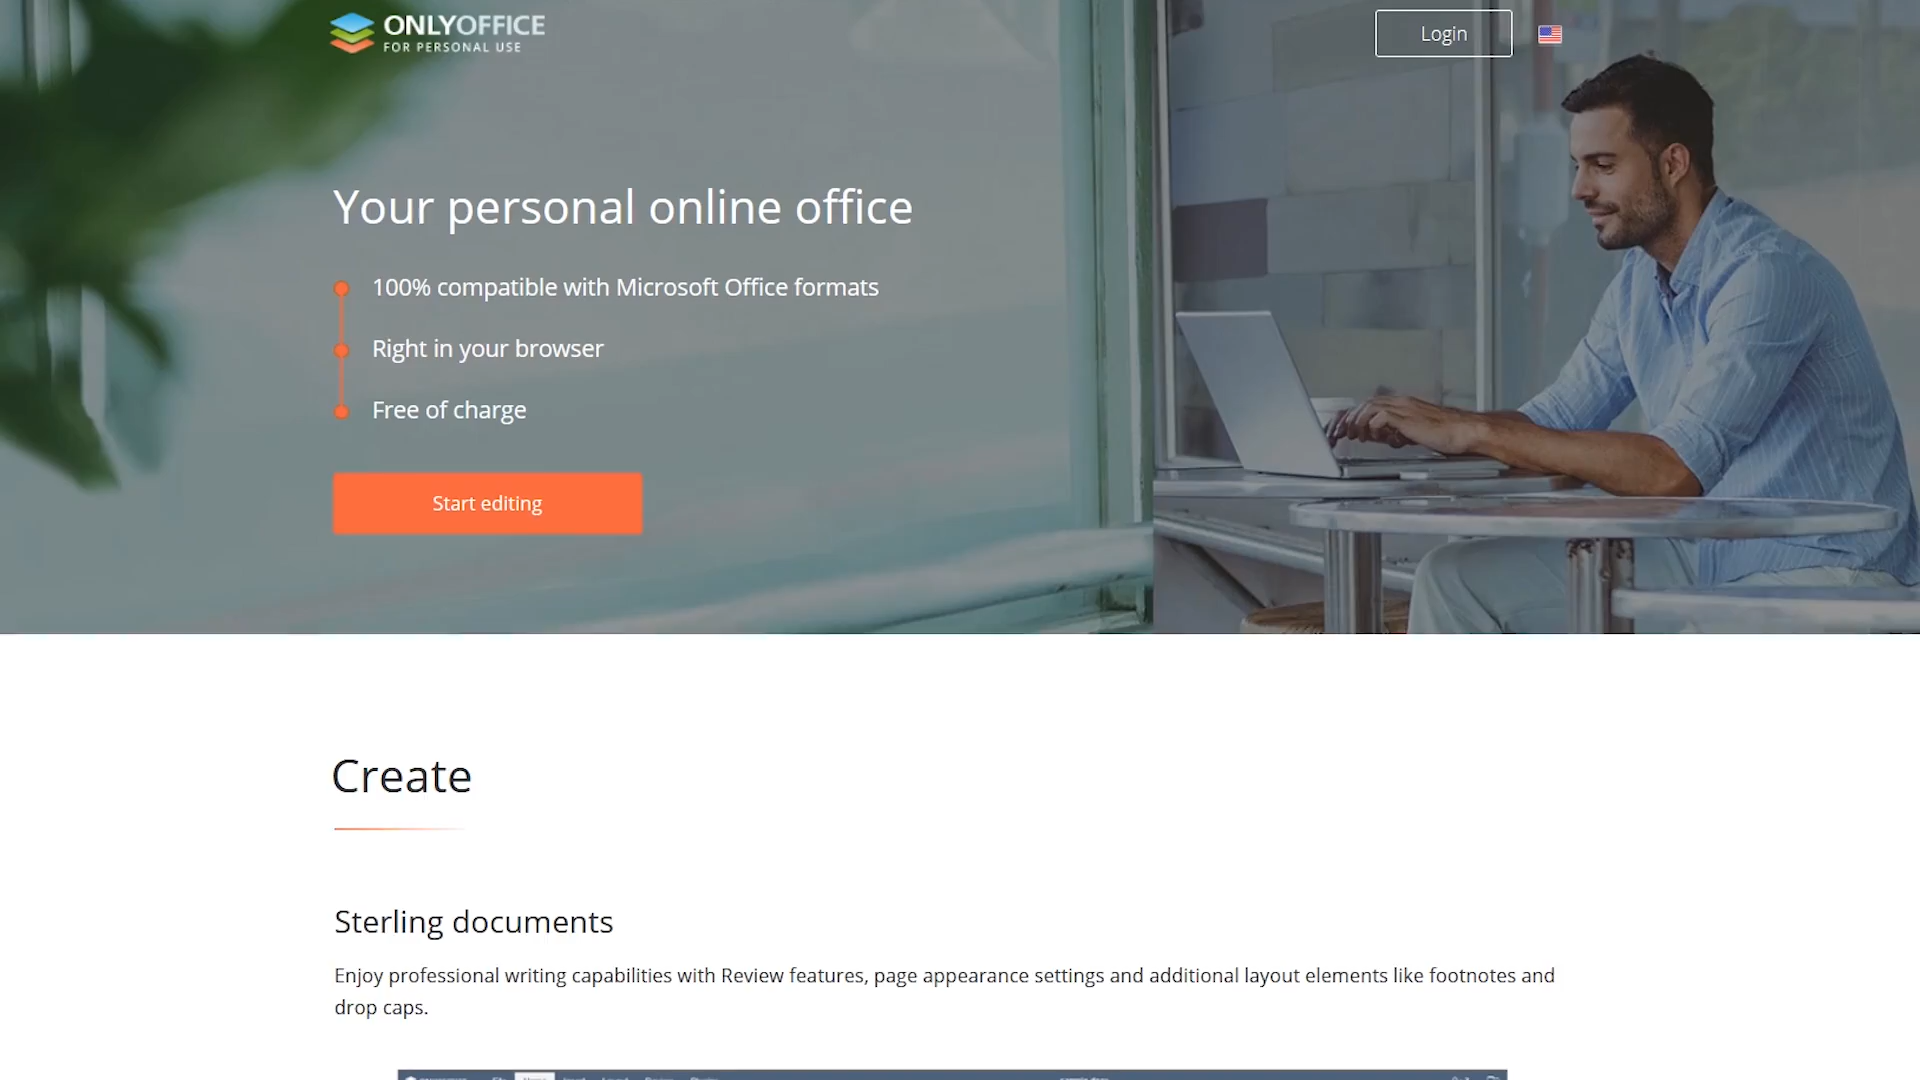 ONLYOFFICE
FOR PERSONAL USE
Login
Your personal online office
100% compatible with Microsoft Office formats
Right in your browser
Free of charge
Start editing
Create
Sterling documents
Enjoy professional writing capabilities with Review features, page appearance settings and additional layout elements like footnotes and
drop caps.